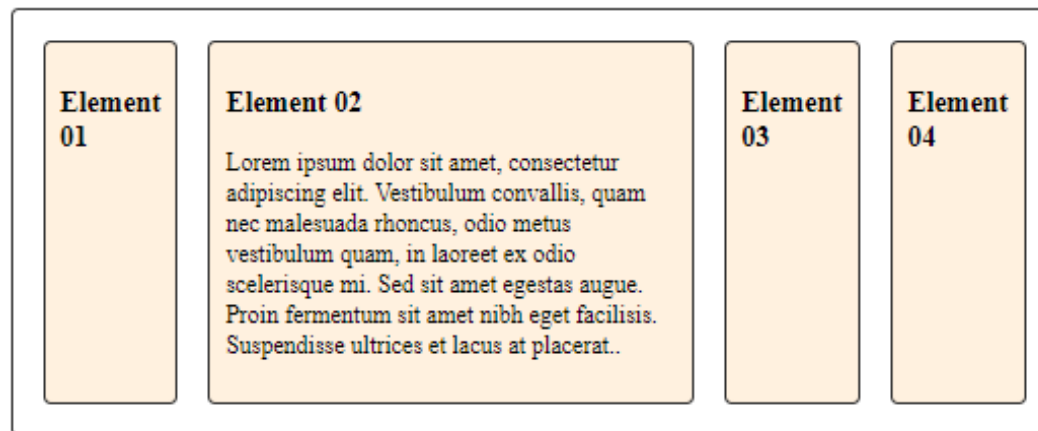 Element
01
Element 02
Lorem ipsum dolor sit amet, consectetur
adipiscing elit. Vestibulum convallis, quam
nec malesuada rhoncus, odio metus
vestibulum quam, in laoreet ex odio
scelerisque mi. Sed sit amet egestas augue.
Proin fermentum sit amet nibh eget facilisis.
Suspendisse ultrices et lacus at placerat..
Element
03
Element
04